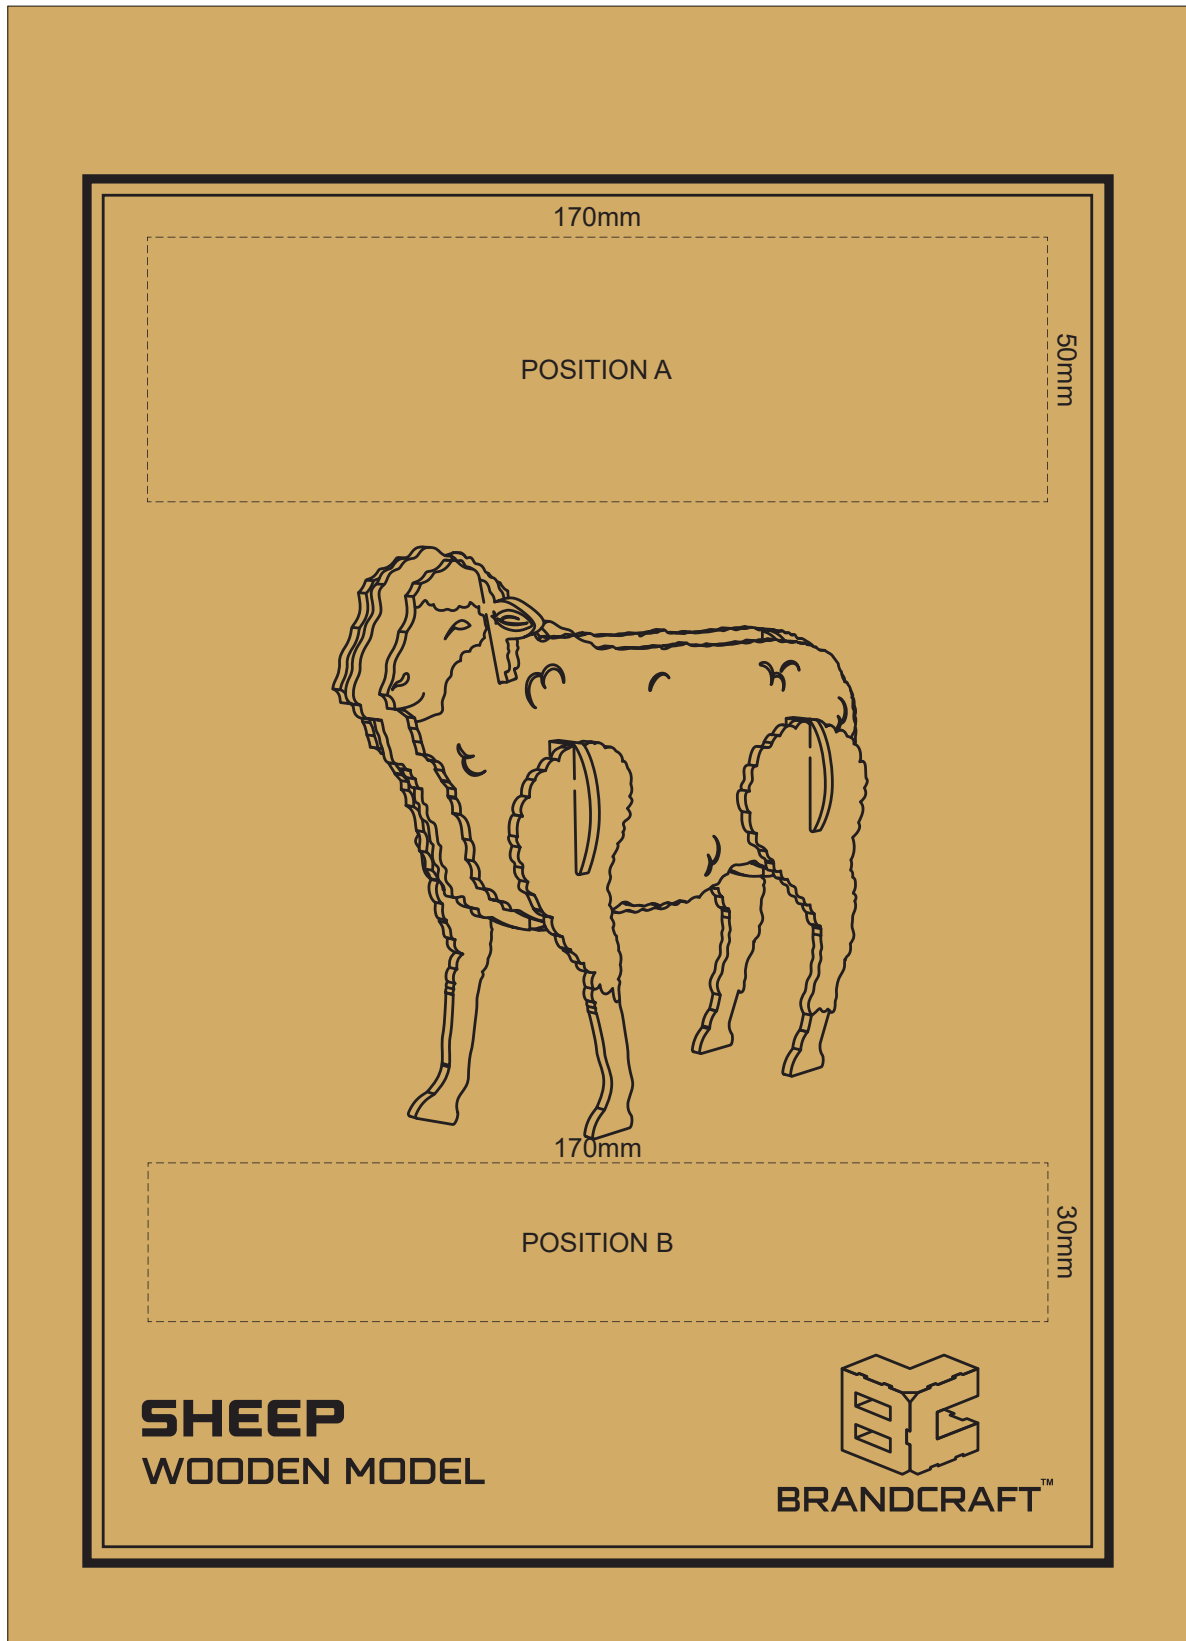 170mm
50mm
POSITION A
170mm
30mm
POSITION B
SHEEP
WOODEN MODEL
BRANDCRAFT™